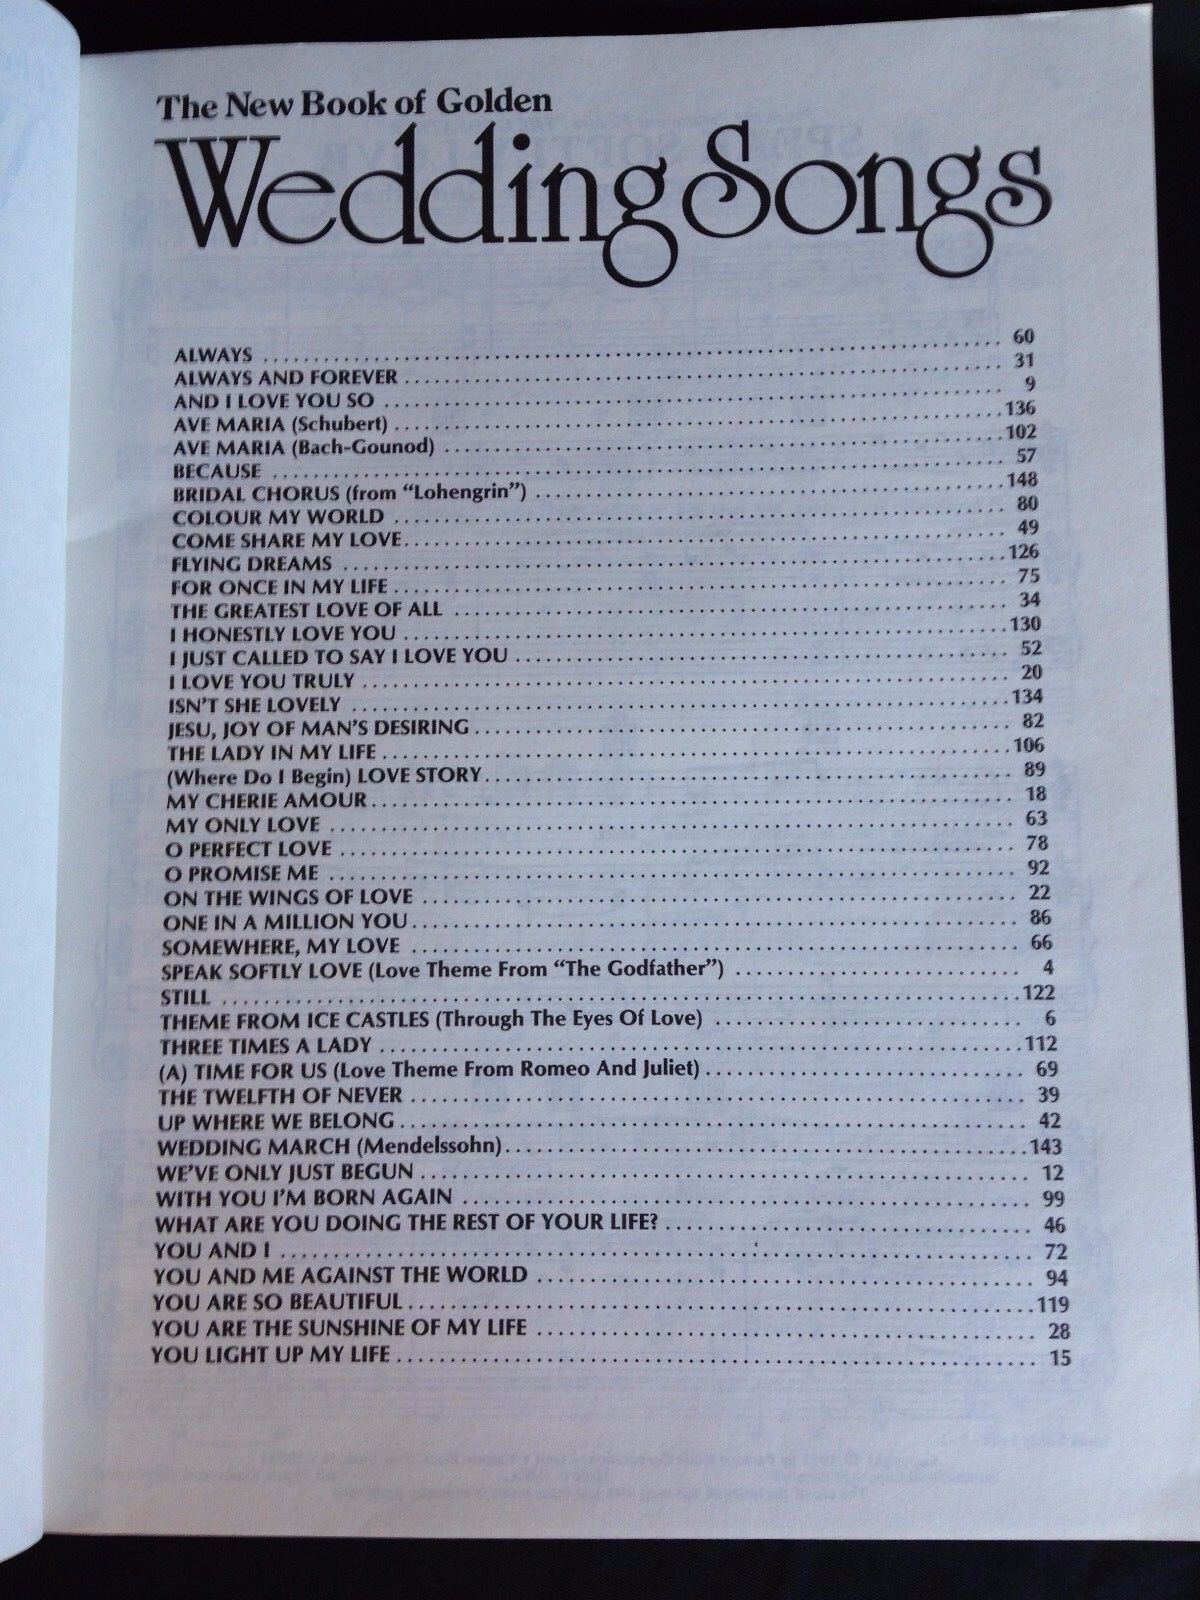 The New Book of Golden
Wedding Songs
ALWAYS 60
ALWAYS AND FOREVER 31
AND I LOVE YOU SO 9
AVE MARIA (Schubert) 136
AVE MARIA (Bach-Gounod) 102
BECAUSE 57
BRIDAL CHORUS (from “Lohengrin”) 148
COLOUR MY WORLD 80
COME SHARE MY LOVE 49
FLYING DREAMS 126
FOR ONCE IN MY LIFE 75
THE GREATEST LOVE OF ALL 34
I HONESTLY LOVE YOU 130
I JUST CALLED TO SAY I LOVE YOU 52
I LOVE YOU TRULY 20
ISN'T SHE LOVELY 134
JESU, JOY OF MAN'S DESIRING 82
THE LADY IN MY LIFE 106
(Where Do I Begin) LOVE STORY 89
MY CHERIE AMOUR 18
MY ONLY LOVE 63
O PERFECT LOVE 78
O PROMISE ME 92
ON THE WINGS OF LOVE 22
ONE IN A MILLION YOU 86
SOMEWHERE, MY LOVE 66
SPEAK SOFTLY LOVE (Love Theme From “The Godfather”) 4
STILL 122
THEME FROM ICE CASTLES (Through The Eyes Of Love) 6
THREE TIMES A LADY 112
(A) TIME FOR US (Love Theme From Romeo And Juliet) 69
THE TWELFTH OF NEVER 39
UP WHERE WE BELONG 42
WEDDING MARCH (Mendelssohn) 143
WE'VE ONLY JUST BEGUN 12
WITH YOU I'M BORN AGAIN 99
WHAT ARE YOU DOING THE REST OF YOUR LIFE? 46
YOU AND I 72
YOU AND ME AGAINST THE WORLD 94
YOU ARE SO BEAUTIFUL 119
YOU ARE THE SUNSHINE OF MY LIFE 28
YOU LIGHT UP MY LIFE 15